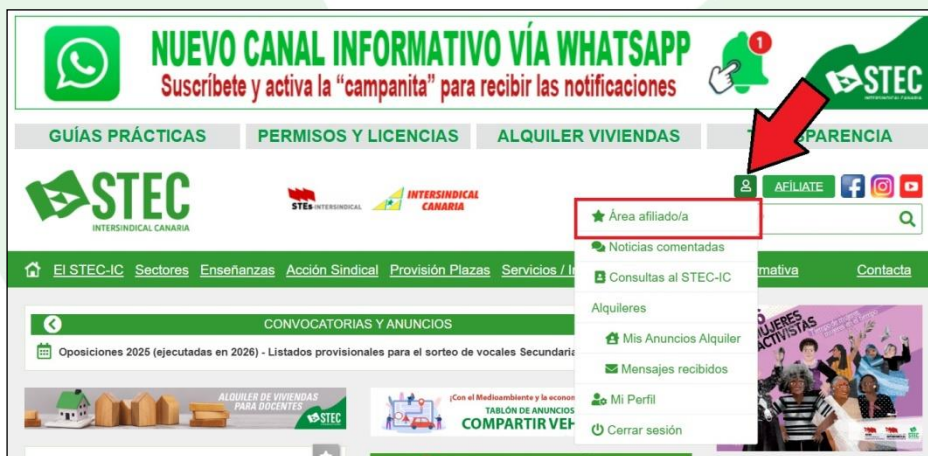 NUEVO CANAL INFORMATIVO VÍA WHATSAPP
Suscríbete y activa la "campanita" para recibir las notificaciones
1
STEC
INTERSINDICAL CANARIA
GUÍAS PRÁCTICAS
PERMISOS Y LICENCIAS
ALQUILER VIVIENDAS
PARENCIA
STEC
INTERSINDICAL CANARIA
STEs-INTERSINDICAL
INTERSINDICAL
CANARIA
AFÍLIATE
Área afiliado/a
Noticias comentadas
Consultas al STEC-IC
Alquileres
Mis Anuncios Alquiler
Mensajes recibidos
Mi Perfil
Cerrar sesión
El STEC-IC Sectores Enseñanzas Acción Sindical Provisión Plazas Servicios / mativa Contacta
CONVOCATORIAS Y ANUNCIOS
Oposiciones 2025 (ejecutadas en 2026) - Listados provisionales para el sorteo de vocales Secundaria
ALQUILER DE VIVIENDAS
PARA DOCENTES
STEC
¡Con el Medioambiente y la econom
TABLÓN DE ANUNCIOS
COMPARTIR VEH
MUJERES
ACTIVISTAS